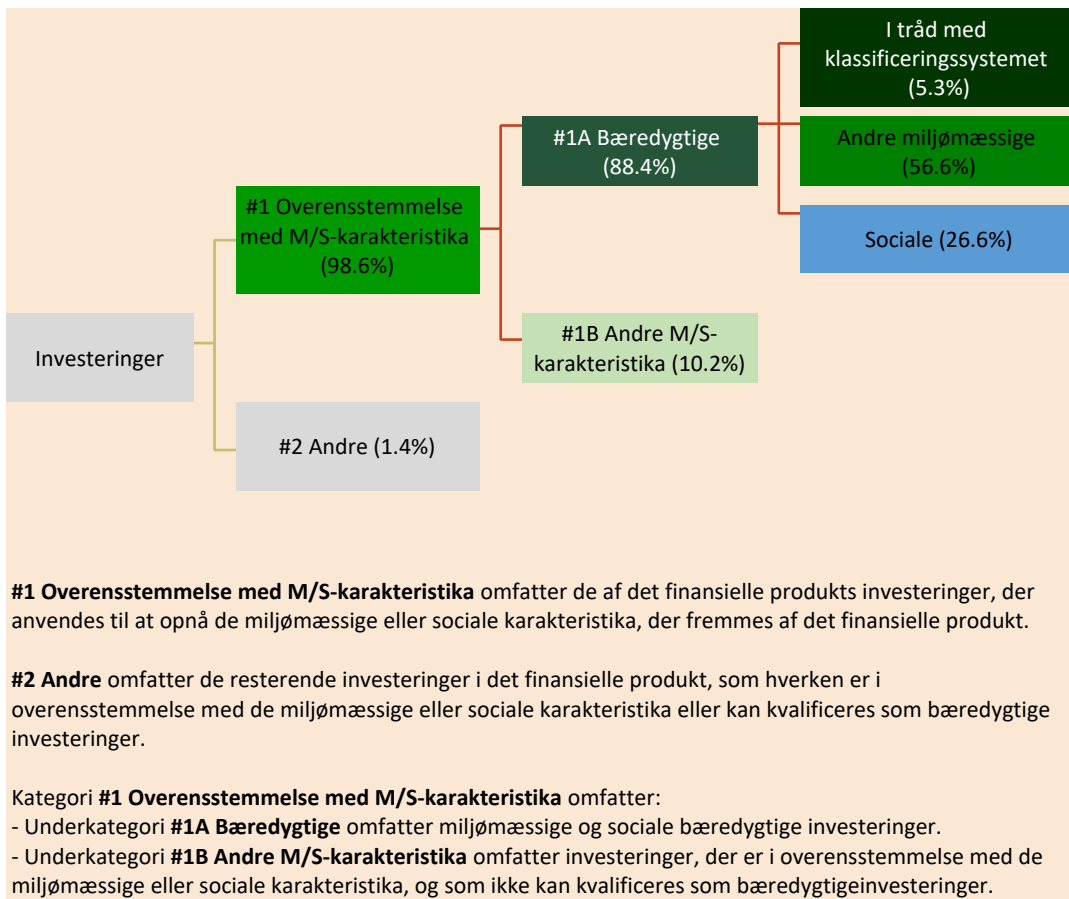 Investeringer
#1 Overensstemmelse
med M/S-karakteristika
(98.6%)
#2 Andre (1.4%)
#1A Bæredygtige
(88.4%)
#1B Andre M/S-
karakteristika (10.2%)
I tråd med
klassificeringssystemet
(5.3%)
Andre miljømæssige
(56.6%)
Sociale (26.6%)
#1 Overensstemmelse med M/S-karakteristika omfatter de af det finansielle produkts investeringer, der
anvendes til at opnå de miljømæssige eller sociale karakteristika, der fremmes af det finansielle produkt.
#2 Andre omfatter de resterende investeringer i det finansielle produkt, som hverken er i
overensstemmelse med de miljømæssige eller sociale karakteristika eller kan kvalificeres som bæredygtige
investeringer.
Kategori #1 Overensstemmelse med M/S-karakteristika omfatter:
- Underkategori #1A Bæredygtige omfatter miljømæssige og sociale bæredygtige investeringer.
- Underkategori #1B Andre M/S-karakteristika omfatter investeringer, der er i overensstemmelse med de
miljømæssige eller sociale karakteristika, og som ikke kan kvalificeres som bæredygtigeinvesteringer.